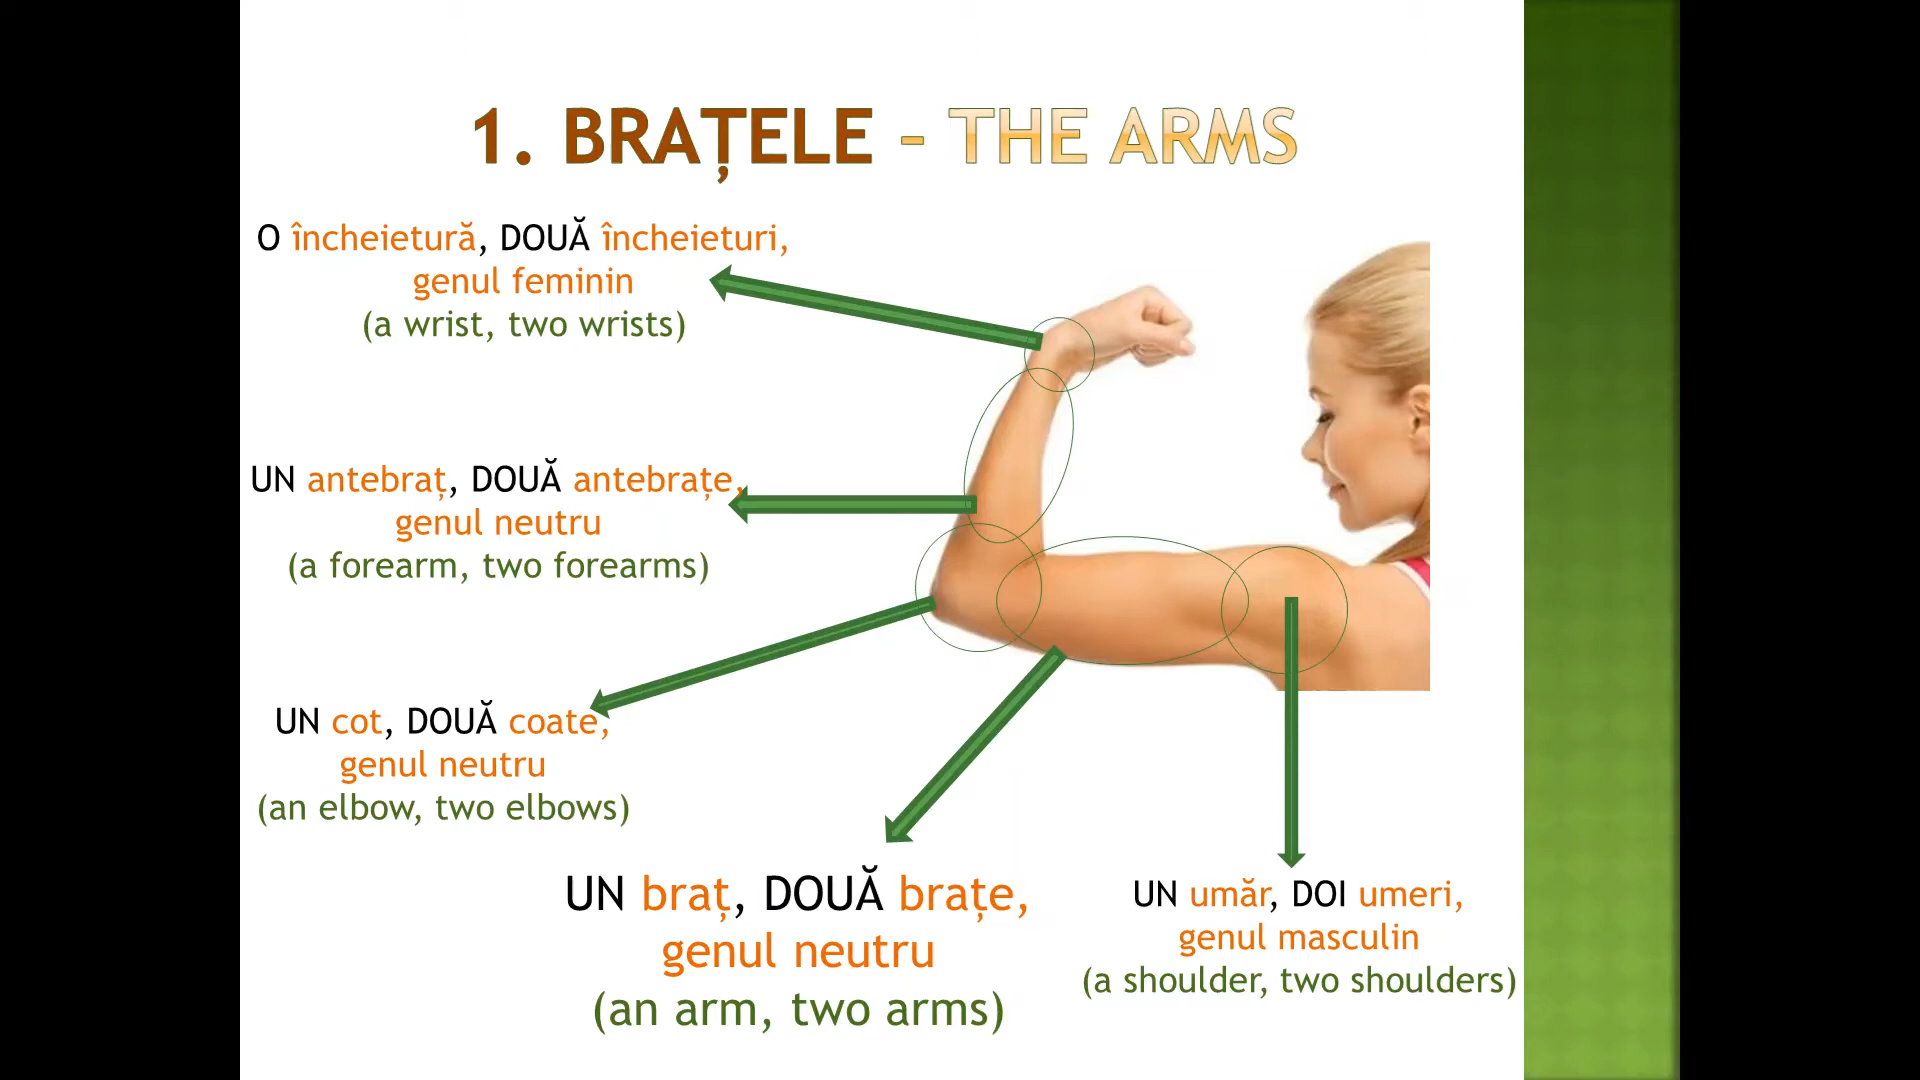 1. BRAȚELE – THE ARMS
O încheietură, DOUĂ încheieturi,
genul feminin
(a wrist, two wrists)
UN antebraț, DOUĂ antebrațe,
genul neutru
(a forearm, two forearms)
UN cot, DOUĂ coate,
genul neutru
(an elbow, two elbows)
UN braț, DOUĂ brațe,
genul neutru
(an arm, two arms)
UN umăr, DOI umeri,
genul masculin
(a shoulder, two shoulders)